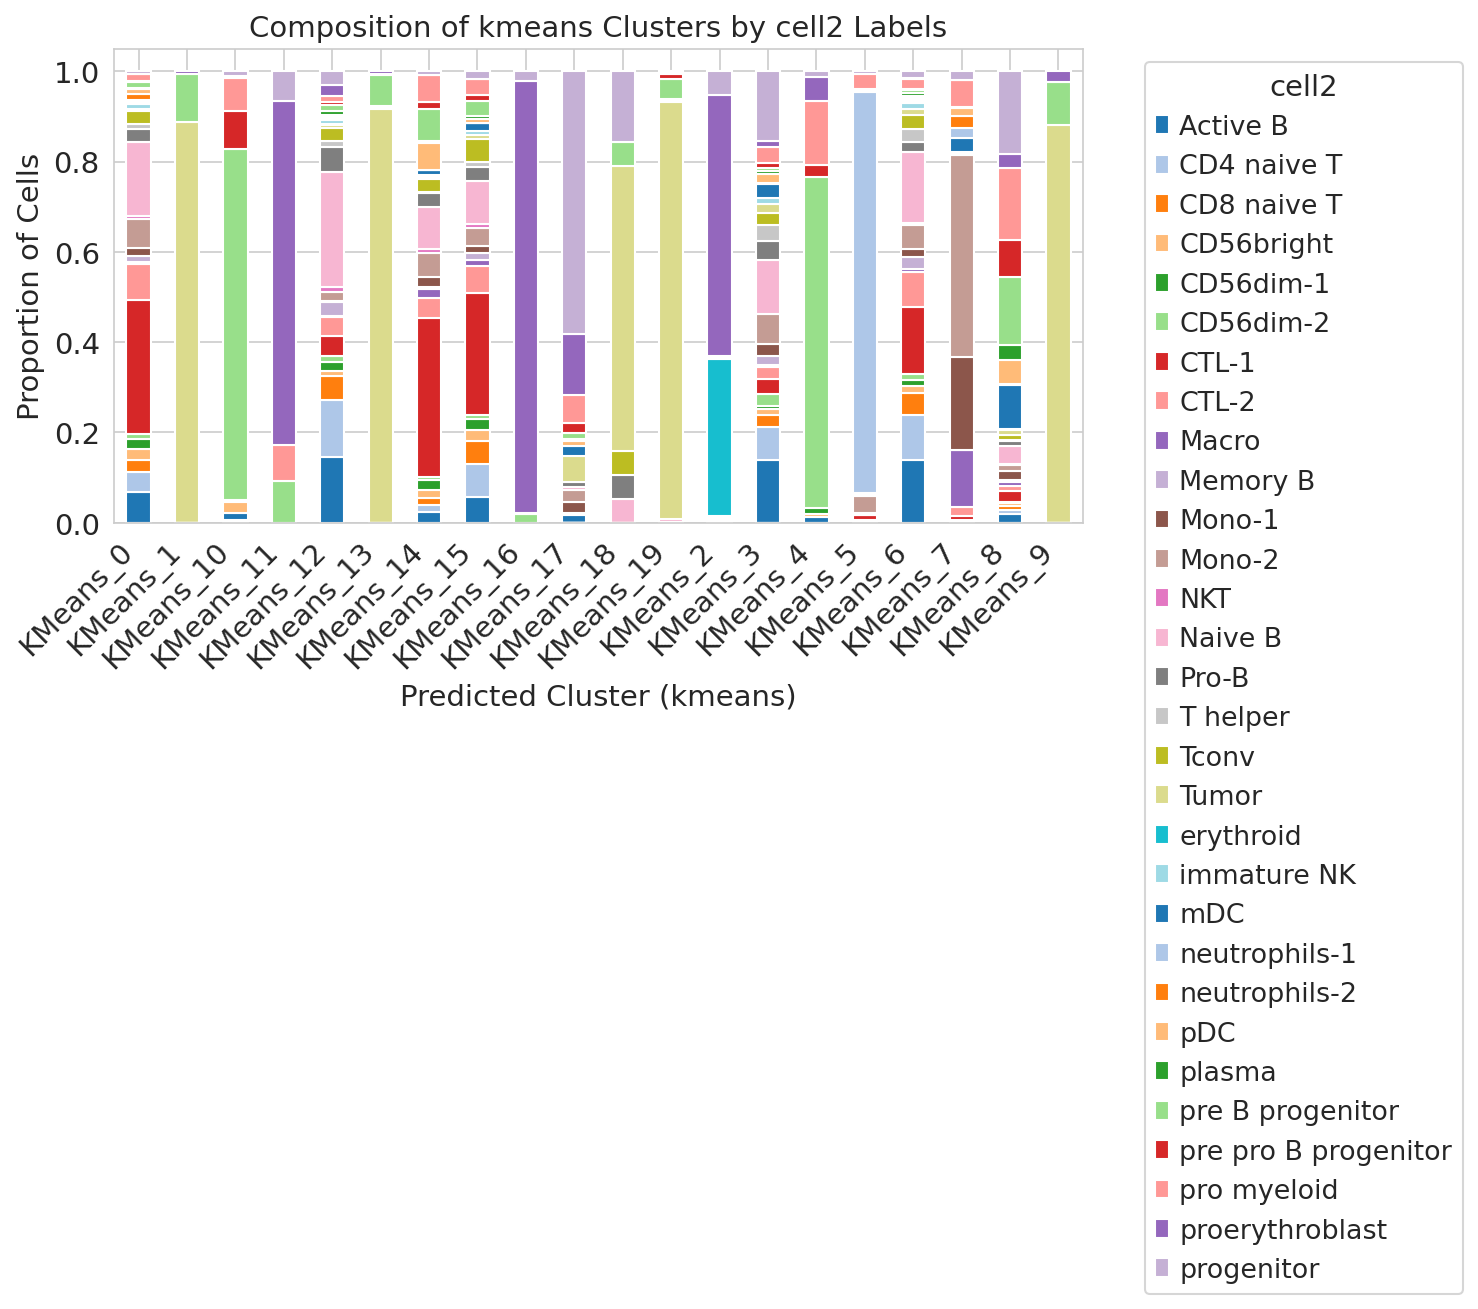 Composition of kmeans Clusters by cell2 Labels
Proportion of Cells
1.0
0.8
0.6
0.4
0.2
0.0
KMeans_0
KMeans_1
KMeans_10
KMeans_11
KMeans_12
KMeans_13
KMeans_14
KMeans_15
KMeans_16
KMeans_17
KMeans_18
KMeans_19
KMeans_2
KMeans_3
KMeans_4
KMeans_5
KMeans_6
KMeans_7
KMeans_8
KMeans_9
Predicted Cluster (kmeans)
cell2
Active B
CD4 naive T
CD8 naive T
CD56bright
CD56dim-1
CD56dim-2
CTL-1
CTL-2
Macro
Memory B
Mono-1
Mono-2
NKT
Naive B
Pro-B
T helper
Tconv
Tumor
erythroid
immature NK
mDC
neutrophils-1
neutrophils-2
pDC
plasma
pre B progenitor
pre pro B progenitor
pro myeloid
proerythroblast
progenitor